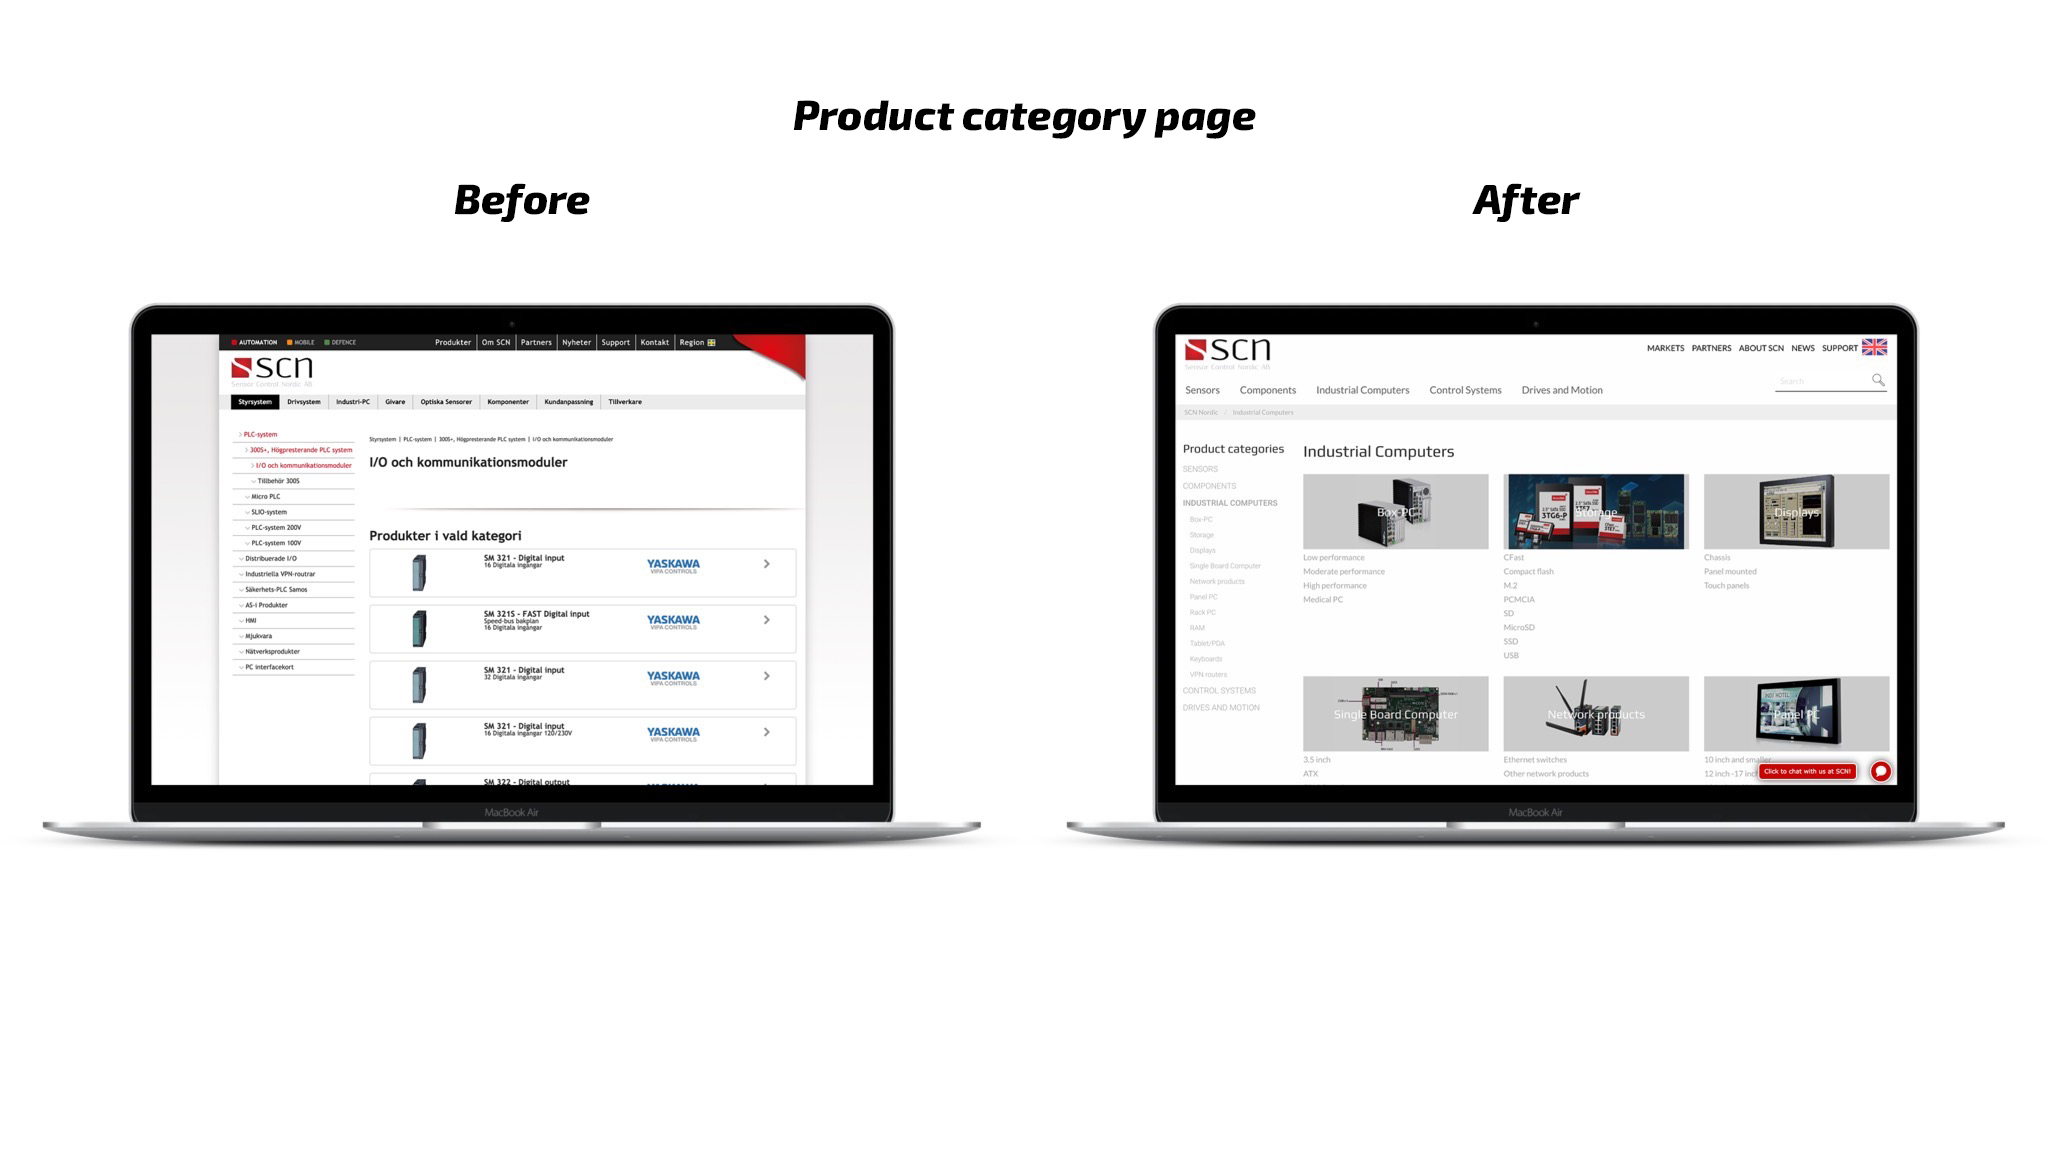 Product category page
Before
After
AUTOMATION MOBILE DEFENCE Produkter Om SCN Partners Nyheter Support Kontakt Region
scn
Sensor Control Nordic AB
Styrsystem Drivsystem Industri-PC Givare Optiska Sensorer Komponenter Kundanpassning Tillverkare
PLC-system
300S+, Högpresterande PLC system
I/O och kommunikationsmoduler
Tillbehör 300S
Micro PLC
SLIO-system
PLC-system 200V
PLC-system 100V
Distribuerade I/O
Industriella VPN-routrar
Säkerhets-PLC Samos
AS-i Produkter
HMI
Mjukvara
Nätverksprodukter
PC interfacekort
Styrsystem | PLC-system | 300S+, Högpresterande PLC system | I/O och kommunikationsmoduler
I/O och kommunikationsmoduler
Produkter i vald kategori
SM 321 - Digital input
16 Digitala ingångar
YASKAWA
VIPA CONTROLS
SM 321S - FAST Digital input
Speed-bus bakplan
16 Digitala ingångar
YASKAWA
VIPA CONTROLS
SM 321 - Digital input
32 Digitala ingångar
YASKAWA
VIPA CONTROLS
SM 321 - Digital input
16 Digitala ingångar 120/230V
YASKAWA
VIPA CONTROLS
SM 322 - Digital output
MacBook Air
scn
Sensor Control Nordic AB
MARKETS PARTNERS ABOUT SCN NEWS SUPPORT
Search
Sensors Components Industrial Computers Control Systems Drives and Motion
SCN Nordic / Industrial Computers
Product categories
SENSORS
COMPONENTS
INDUSTRIAL COMPUTERS
Box-PC
Storage
Displays
Single Board Computer
Network products
Panel PC
Rack PC
RAM
Tablet/PDA
Keyboards
VPN routers
CONTROL SYSTEMS
DRIVES AND MOTION
Industrial Computers
Box-PC
Low performance
Moderate performance
High performance
Medical PC
3TG6-P
Storage
CFast
Compact flash
M.2
PCMCIA
SD
MicroSD
SSD
USB
Displays
Chassis
Panel mounted
Touch panels
Single Board Computer
3.5 inch
ATX
Network products
Ethernet switches
Other network products
Panel PC
10 inch and smaller
12 inch -17 inch
Click to chat with us at SCN!
MacBook Air